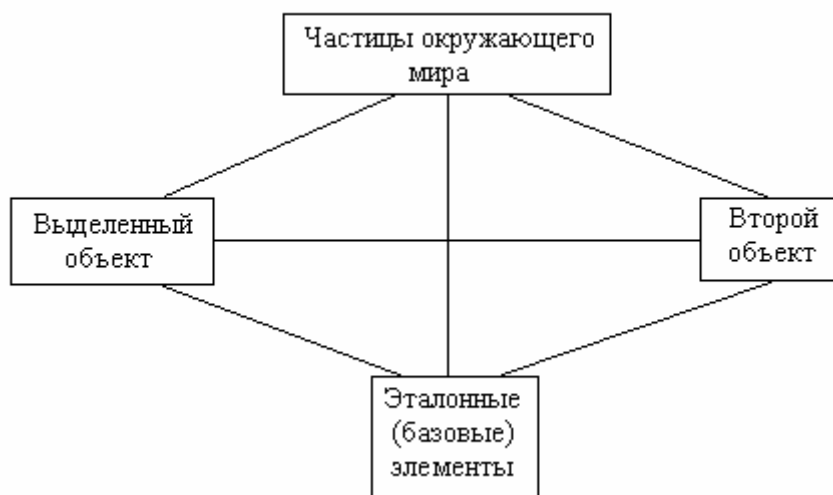 Частицы окружающего
мира
Выделенный
объект
Второй
объект
Эталонные
(базовые)
элементы